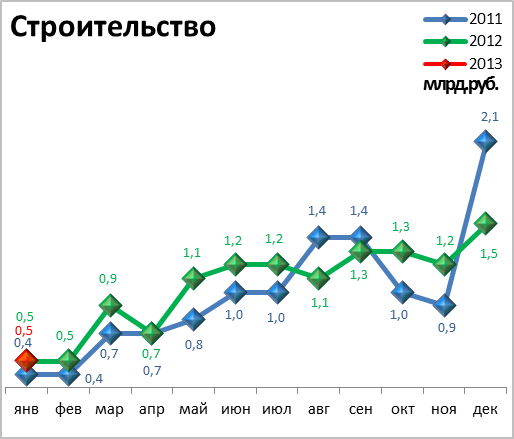 Строительство
2011
2012
2013
млрд.руб.
2,1
1,4 1,4
1,2 1,2 1,3 1,2
1,1 1,5
0,9 1,1 1,3
0,5 1,0 1,0 1,0 0,9
0,5 0,5 0,8
0,4 0,7 0,7
0,4 0,7
янв фев мар апр май июн июл авг сен окт ноя дек